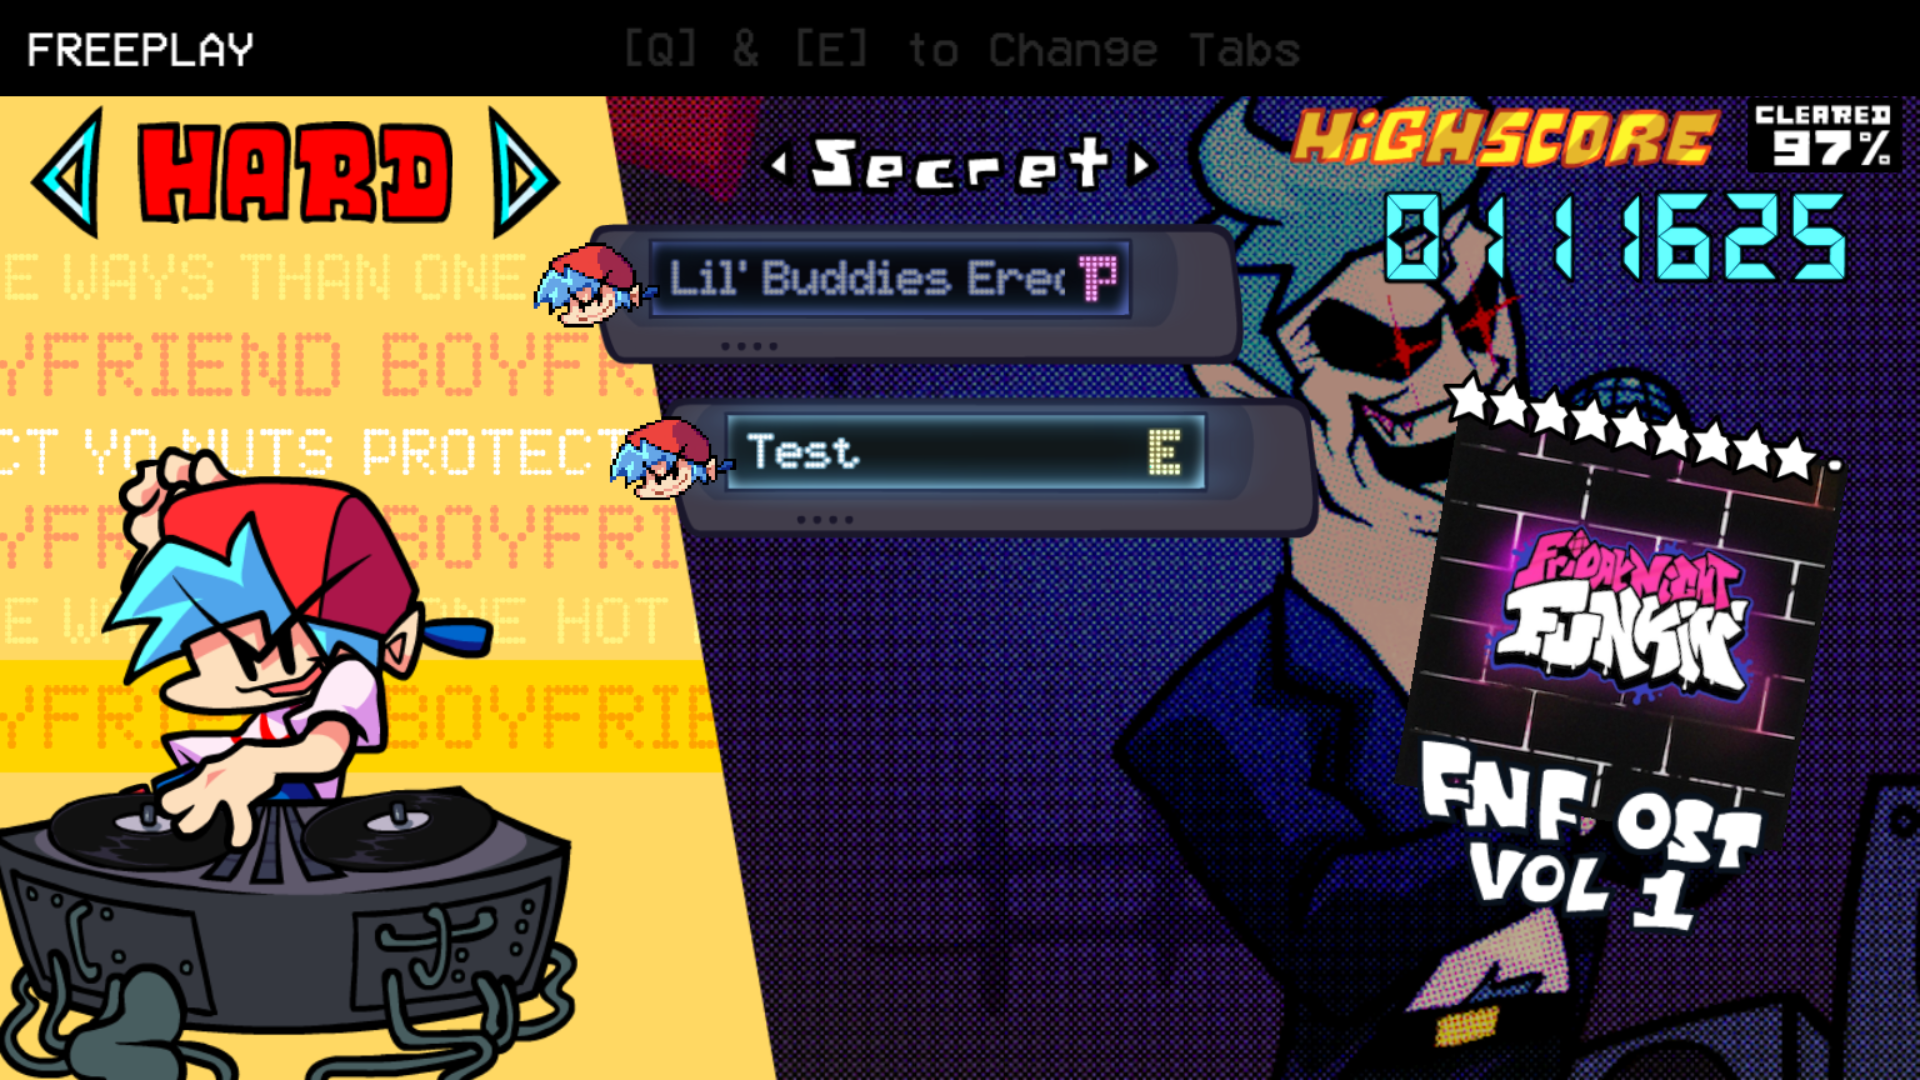 FREEPLAY
[Q] & [E] to Change Tabs
HARD
Secret
HIGHSCORE
CLEARED
97%
0111625
E WAYS THAN ONE
Lil' Buddies Erec P
YFRIEND BOYFR
Test E
CT YO NUTS PROTECT
YFR BOYFRI
FRIDAY NIGHT
FUNKIN'
E W NE HOT
YFRIE BOYFRIE
FNF OST
VOL 1